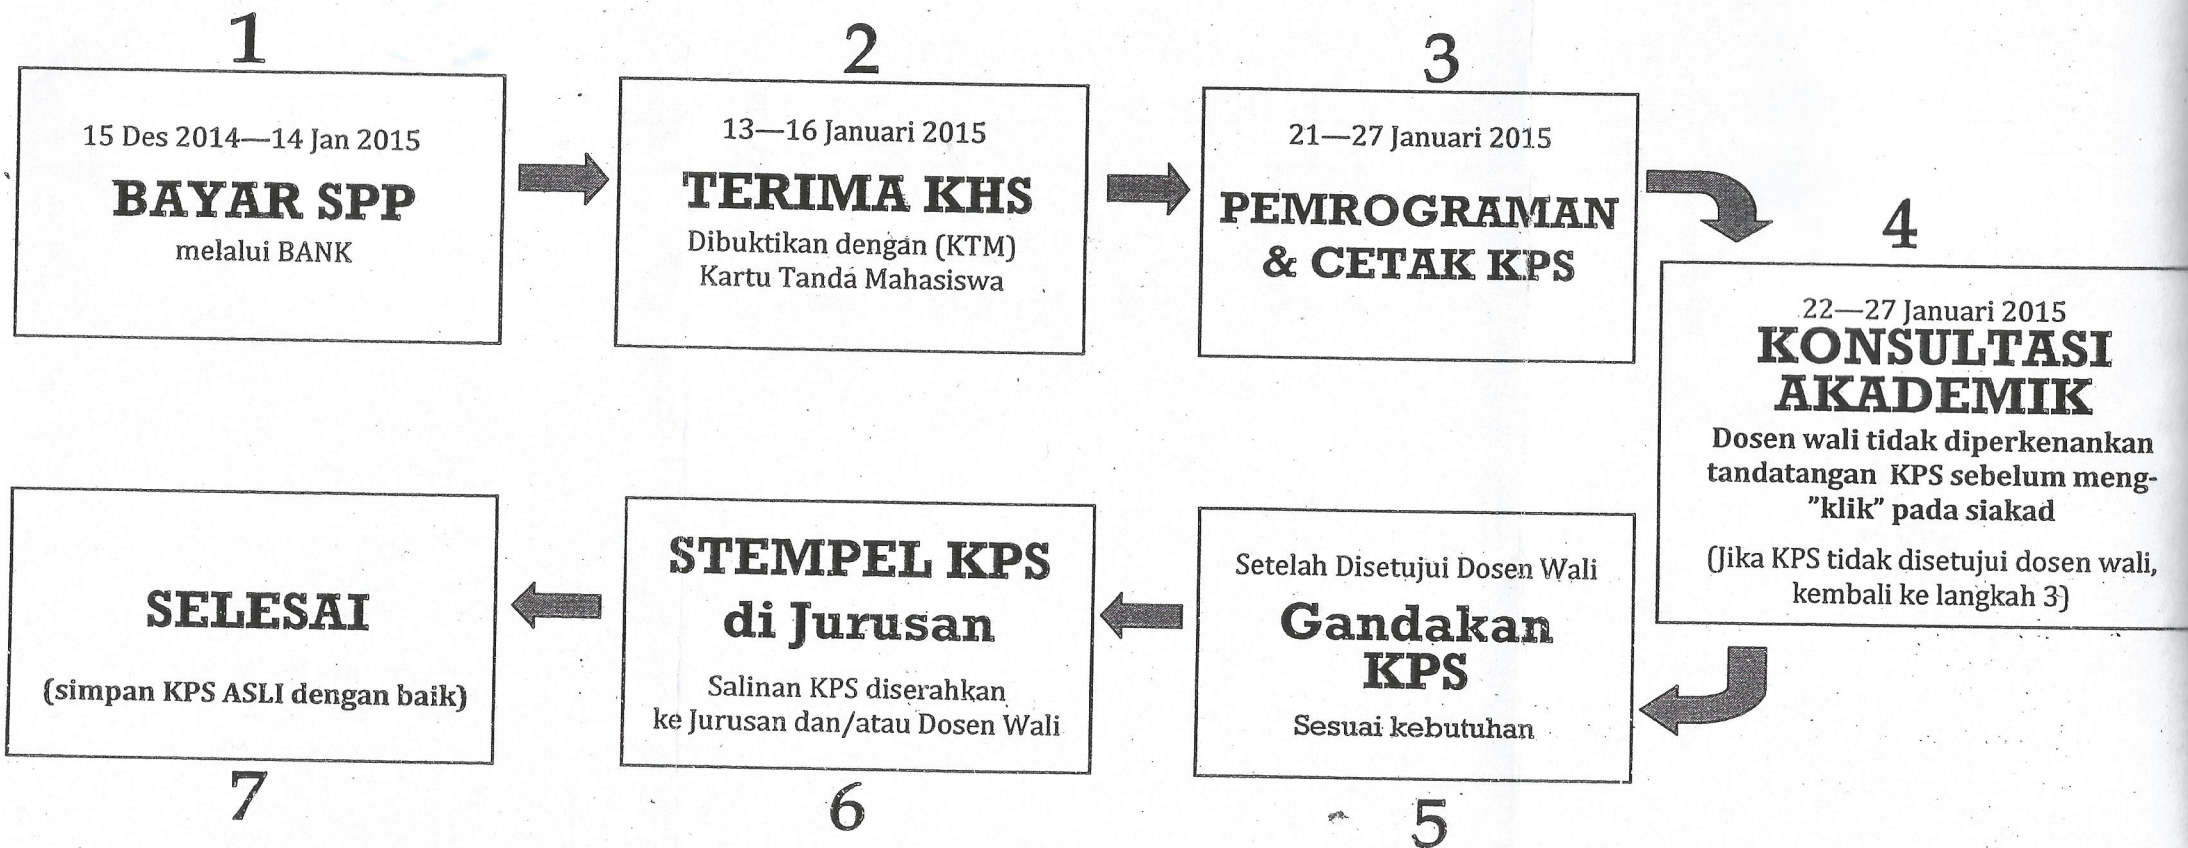 1
15 Des 2014—14 Jan 2015
BAYAR SPP
melalui BANK
2
13—16 Januari 2015
TERIMA KHS
Dibuktikan dengan (KTM)
Kartu Tanda Mahasiswa
3
21—27 Januari 2015
PEMROGRAMAN
& CETAK KPS
4
22—27 Januari 2015
KONSULTASI
AKADEMIK
Dosen wali tidak diperkenankan
tandatangan KPS sebelum meng-
"klik" pada siakad
(Jika KPS tidak disetujui dosen wali,
kembali ke langkah 3)
Setelah Disetujui Dosen Wali
Gandakan
KPS
Sesuai kebutuhan
5
STEMPEL KPS
di Jurusan
Salinan KPS diserahkan
ke Jurusan dan/atau Dosen Wali
6
SELESAI
(simpan KPS ASLI dengan baik)
7